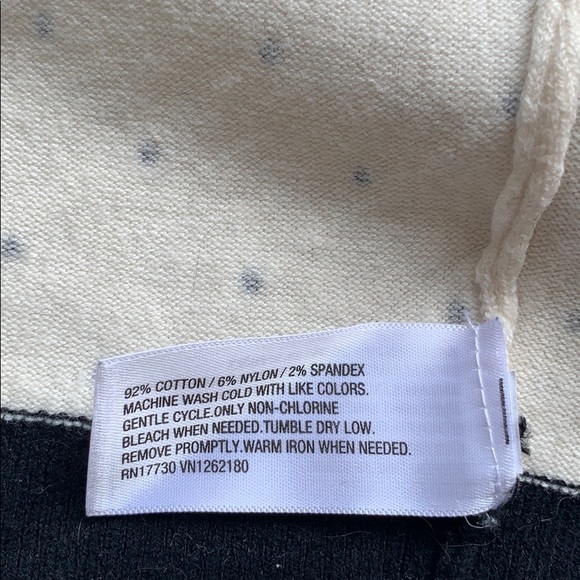 92% COTTON / 6% NYLON / 2% SPANDEX
MACHINE WASH COLD WITH LIKE COLORS.
GENTLE CYCLE.ONLY NON-CHLORINE
BLEACH WHEN NEEDED.TUMBLE DRY LOW.
REMOVE PROMPTLY.WARM IRON WHEN NEEDED.
RN17730 VN1262180